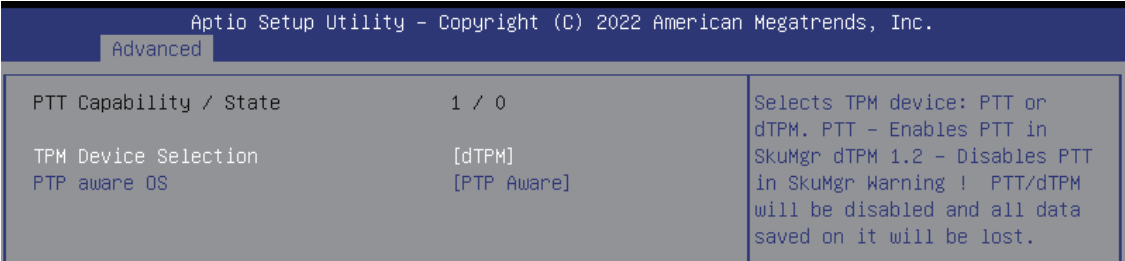 Aptio Setup Utility – Copyright (C) 2022 American Megatrends, Inc.
Advanced
PTT Capability / State 1 / 0
TPM Device Selection [dTPM]
PTP aware OS [PTP Aware]
Selects TPM device: PTT or
dTPM. PTT – Enables PTT in
SkuMgr dTPM 1.2 – Disables PTT
in SkuMgr Warning ! PTT/dTPM
will be disabled and all data
saved on it will be lost.